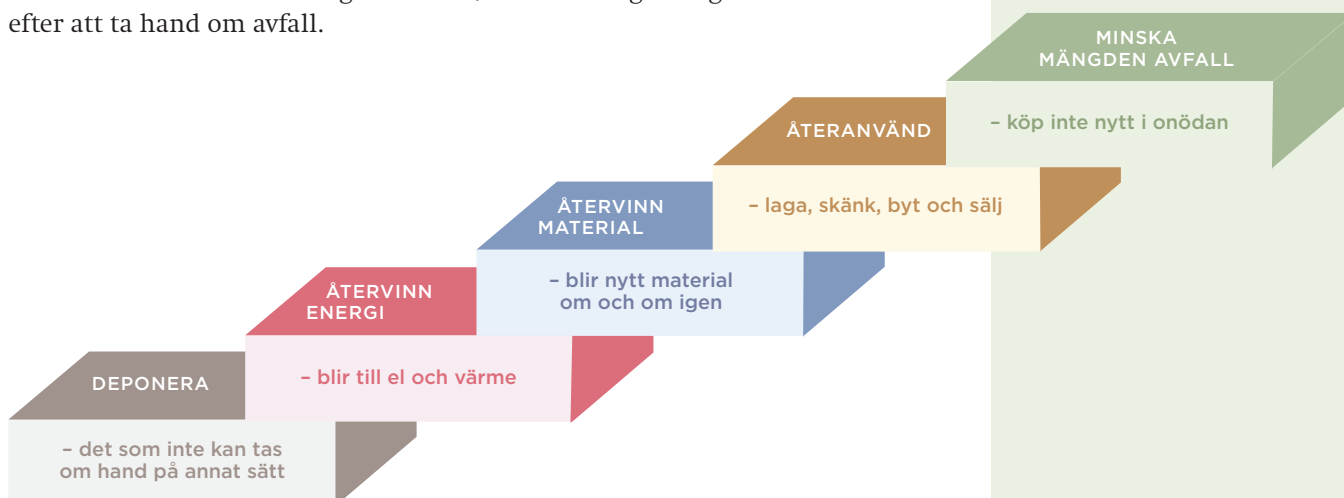 efter att ta hand om avfall.
MINSKA
MÄNGDEN AVFALL
– köp inte nytt i onödan
ÅTERANVÄND
– laga, skänk, byt och sälj
ÅTERVINN
MATERIAL
– blir nytt material
om och om igen
ÅTERVINN
ENERGI
– blir till el och värme
DEPONERA
– det som inte kan tas
om hand på annat sätt